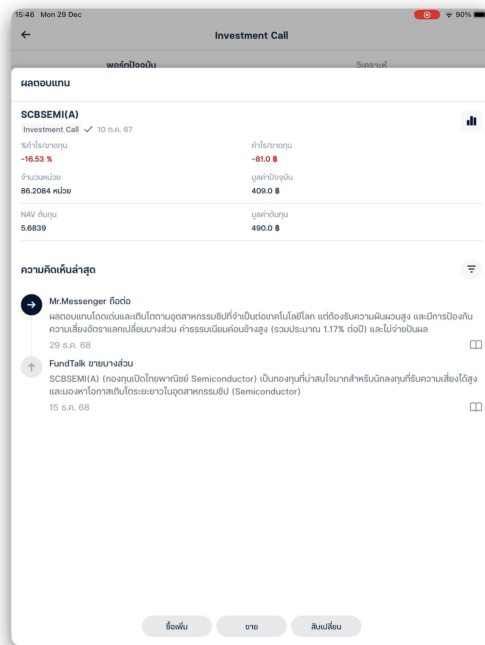 15:46 Mon 29 Dec
90%
Investment Call
พอร์ตปัจจุบัน วิเคราะห์
ผลตอบแทน
SCBSEMI(A)
Investment Call ✓ 10 ต.ค. 67
%กำไร/ขาดทุน กำไร/ขาดทุน
-16.53 % -81.0 ฿
จำนวนหน่วย มูลค่าปัจจุบัน
86.2084 หน่วย 409.0 ฿
NAV ต้นทุน มูลค่าต้นทุน
5.6839 490.0 ฿
ความคิดเห็นล่าสุด
Mr.Messenger ถือต่อ
ผลตอบแทนโดดเด่นและเติบโตตามอุตสาหกรรมชิปที่จำเป็นต่อเทคโนโลยีโลก แต่ต้องรับความผันผวนสูง และมีการป้องกัน
ความเสี่ยงอัตราแลกเปลี่ยนบางส่วน ค่าธรรมเนียมค่อนข้างสูง (รวมประมาณ 1.17% ต่อปี) และไม่จ่ายปันผล
29 ธ.ค. 68
FundTalk ขายบางส่วน
SCBSEMI(A) (กองทุนเปิดไทยพาณิชย์ Semiconductor) เป็นกองทุนที่น่าสนใจมากสำหรับนักลงทุนที่รับความเสี่ยงได้สูง
และมองหาโอกาสเติบโตระยะยาวในอุตสาหกรรมชิป (Semiconductor)
15 ธ.ค. 68
ซื้อเพิ่ม ขาย สับเปลี่ยน